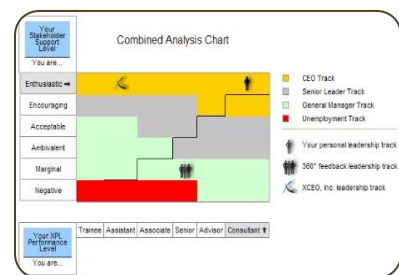 Your
Stakeholder
Support
Level
You are...
Combined Analysis Chart
Enthusiastic ➡
Encouraging
Acceptable
Ambivalent
Marginal
Negative
CEO Track
Senior Leader Track
General Manager Track
Unemployment Track
Your personal leadership track
360° feedback leadership track
XCEO, Inc. leadership track
Your XPL
Performance
Level
You are...
Trainee Assistant Associate Senior Advisor Consultant ⬆